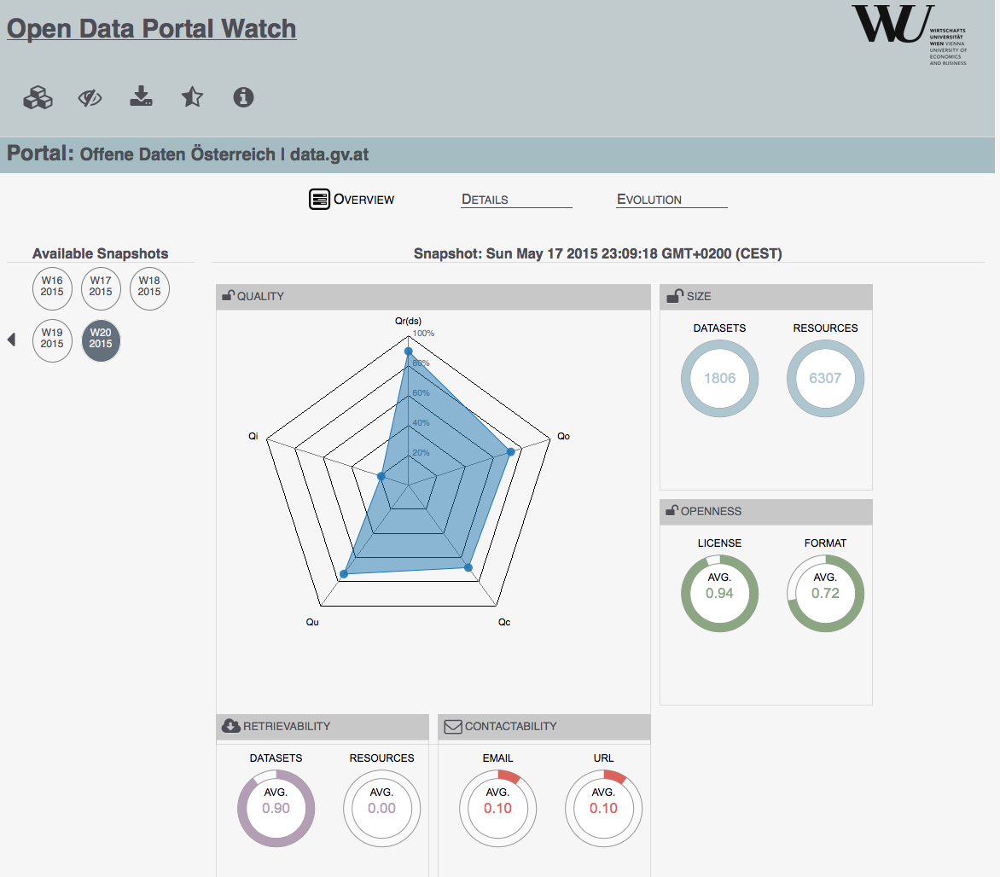 Open Data Portal Watch
WU
WIRTSCHAFTS
UNIVERSITÄT
WIEN VIENNA
UNIVERSITY OF
ECONOMICS
AND BUSINESS
Portal: Offene Daten Österreich | data.gv.at
OVERVIEW
DETAILS
EVOLUTION
Available Snapshots
W16
2015
W17
2015
W18
2015
W19
2015
W20
2015
Snapshot: Sun May 17 2015 23:09:18 GMT+0200 (CEST)
QUALITY
Qr(ds)
100%
80%
60%
40%
20%
Qi
Qo
Qu
Qc
SIZE
DATASETS
1806
RESOURCES
6307
OPENNESS
LICENSE
AVG.
0.94
FORMAT
AVG.
0.72
RETRIEVABILITY
DATASETS
AVG.
0.90
RESOURCES
AVG.
0.00
CONTACTABILITY
EMAIL
AVG.
0.10
URL
AVG.
0.10